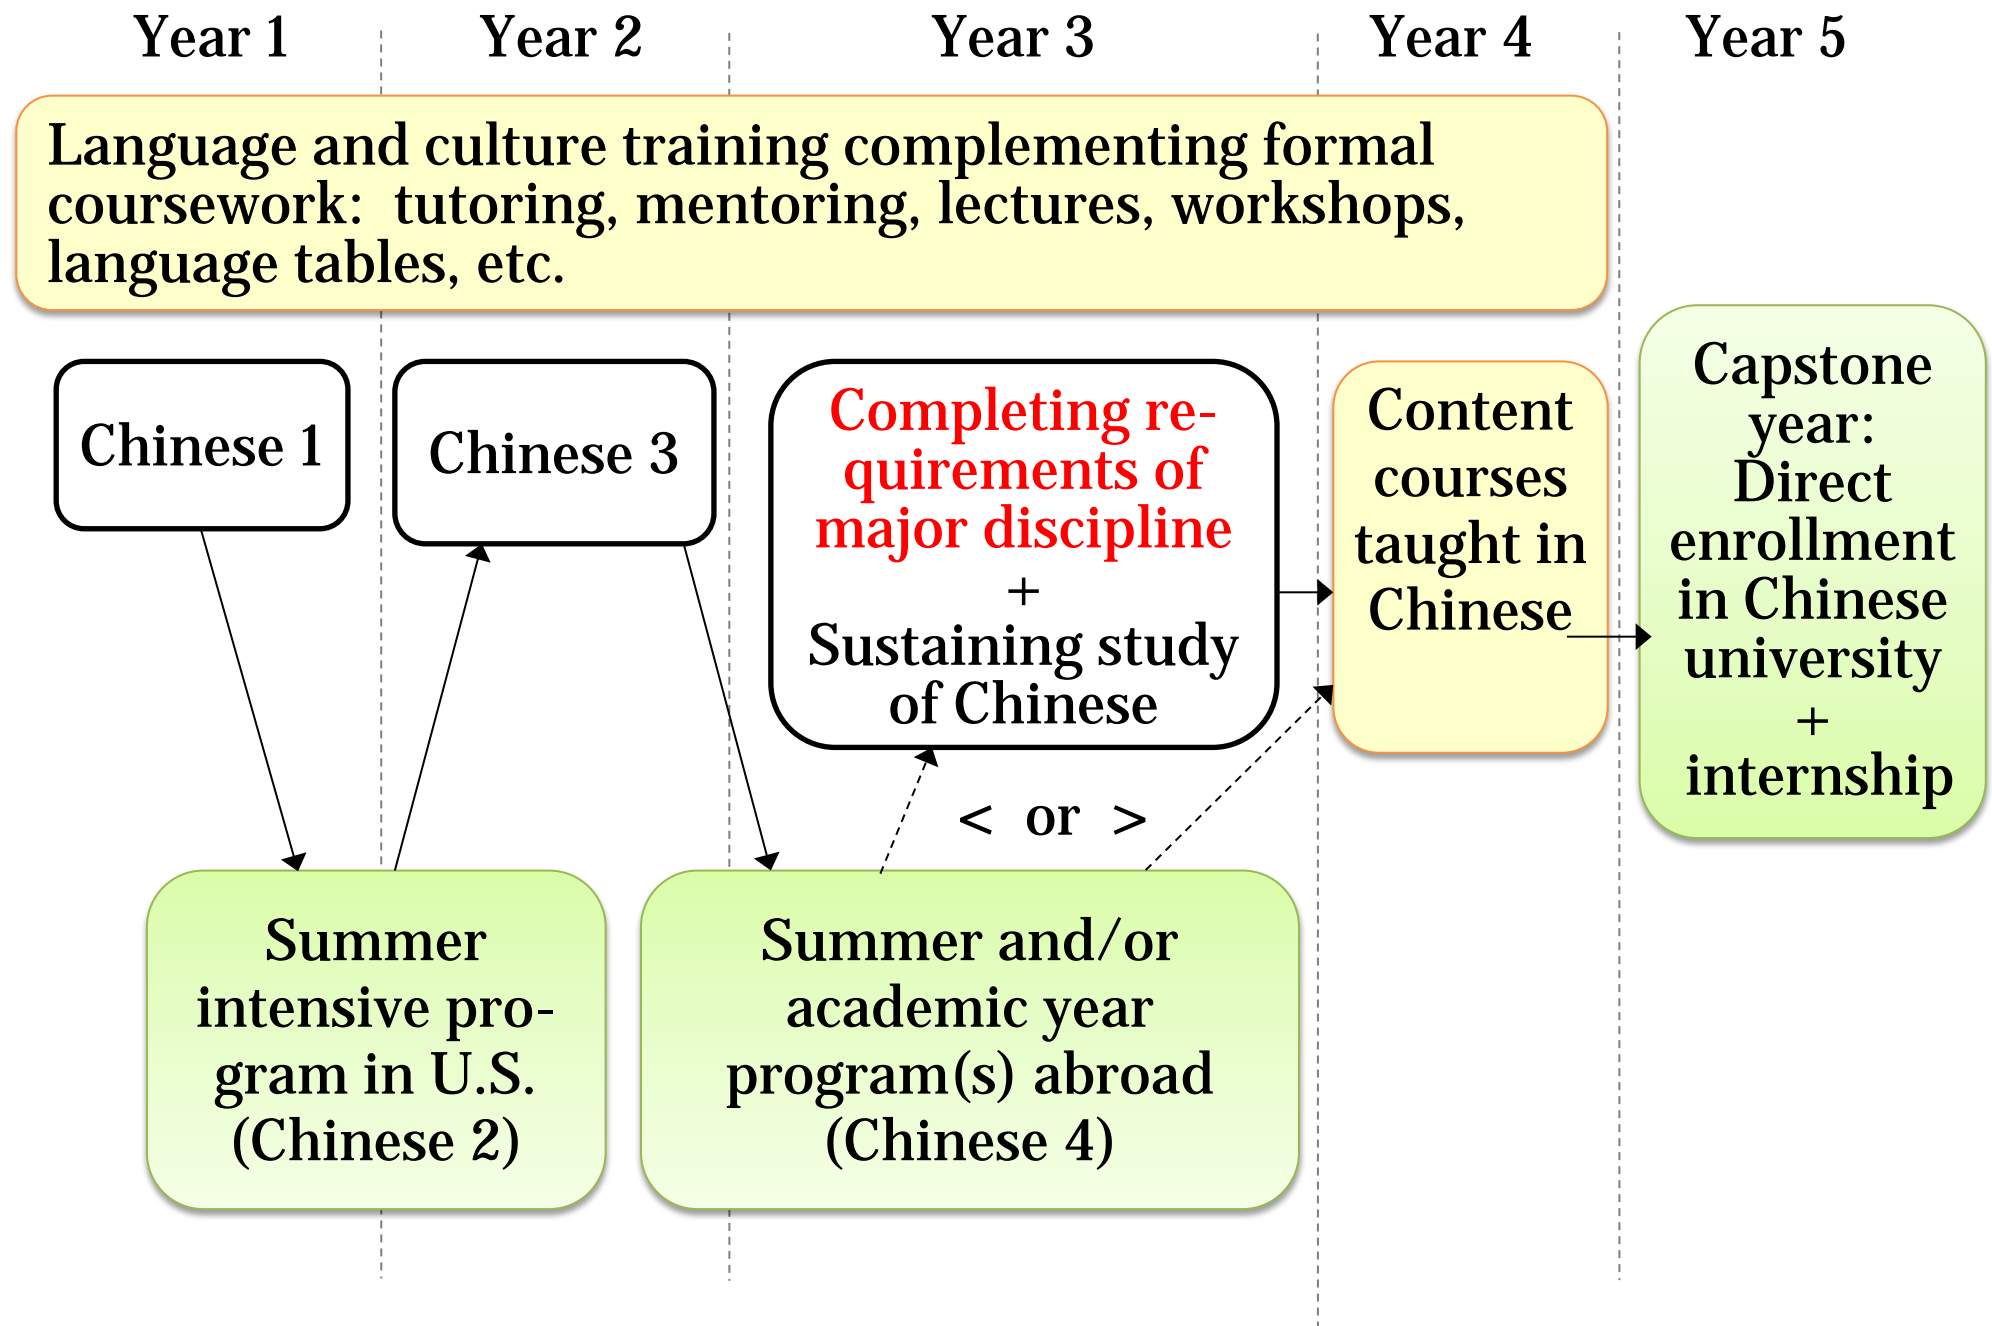 Year 1
Year 2
Year 3
Year 4
Year 5
Language and culture training complementing formal
coursework:  tutoring, mentoring, lectures, workshops,
language tables, etc.
Chinese 1
Chinese 3
Completing re-
quirements of
major discipline
+
Sustaining study
of Chinese
Content
courses
taught in
Chinese
Capstone
year:
Direct
enrollment
in Chinese
university
+
internship
< or >
Summer
intensive pro-
gram in U.S.
(Chinese 2)
Summer and/or
academic year
program(s) abroad
(Chinese 4)